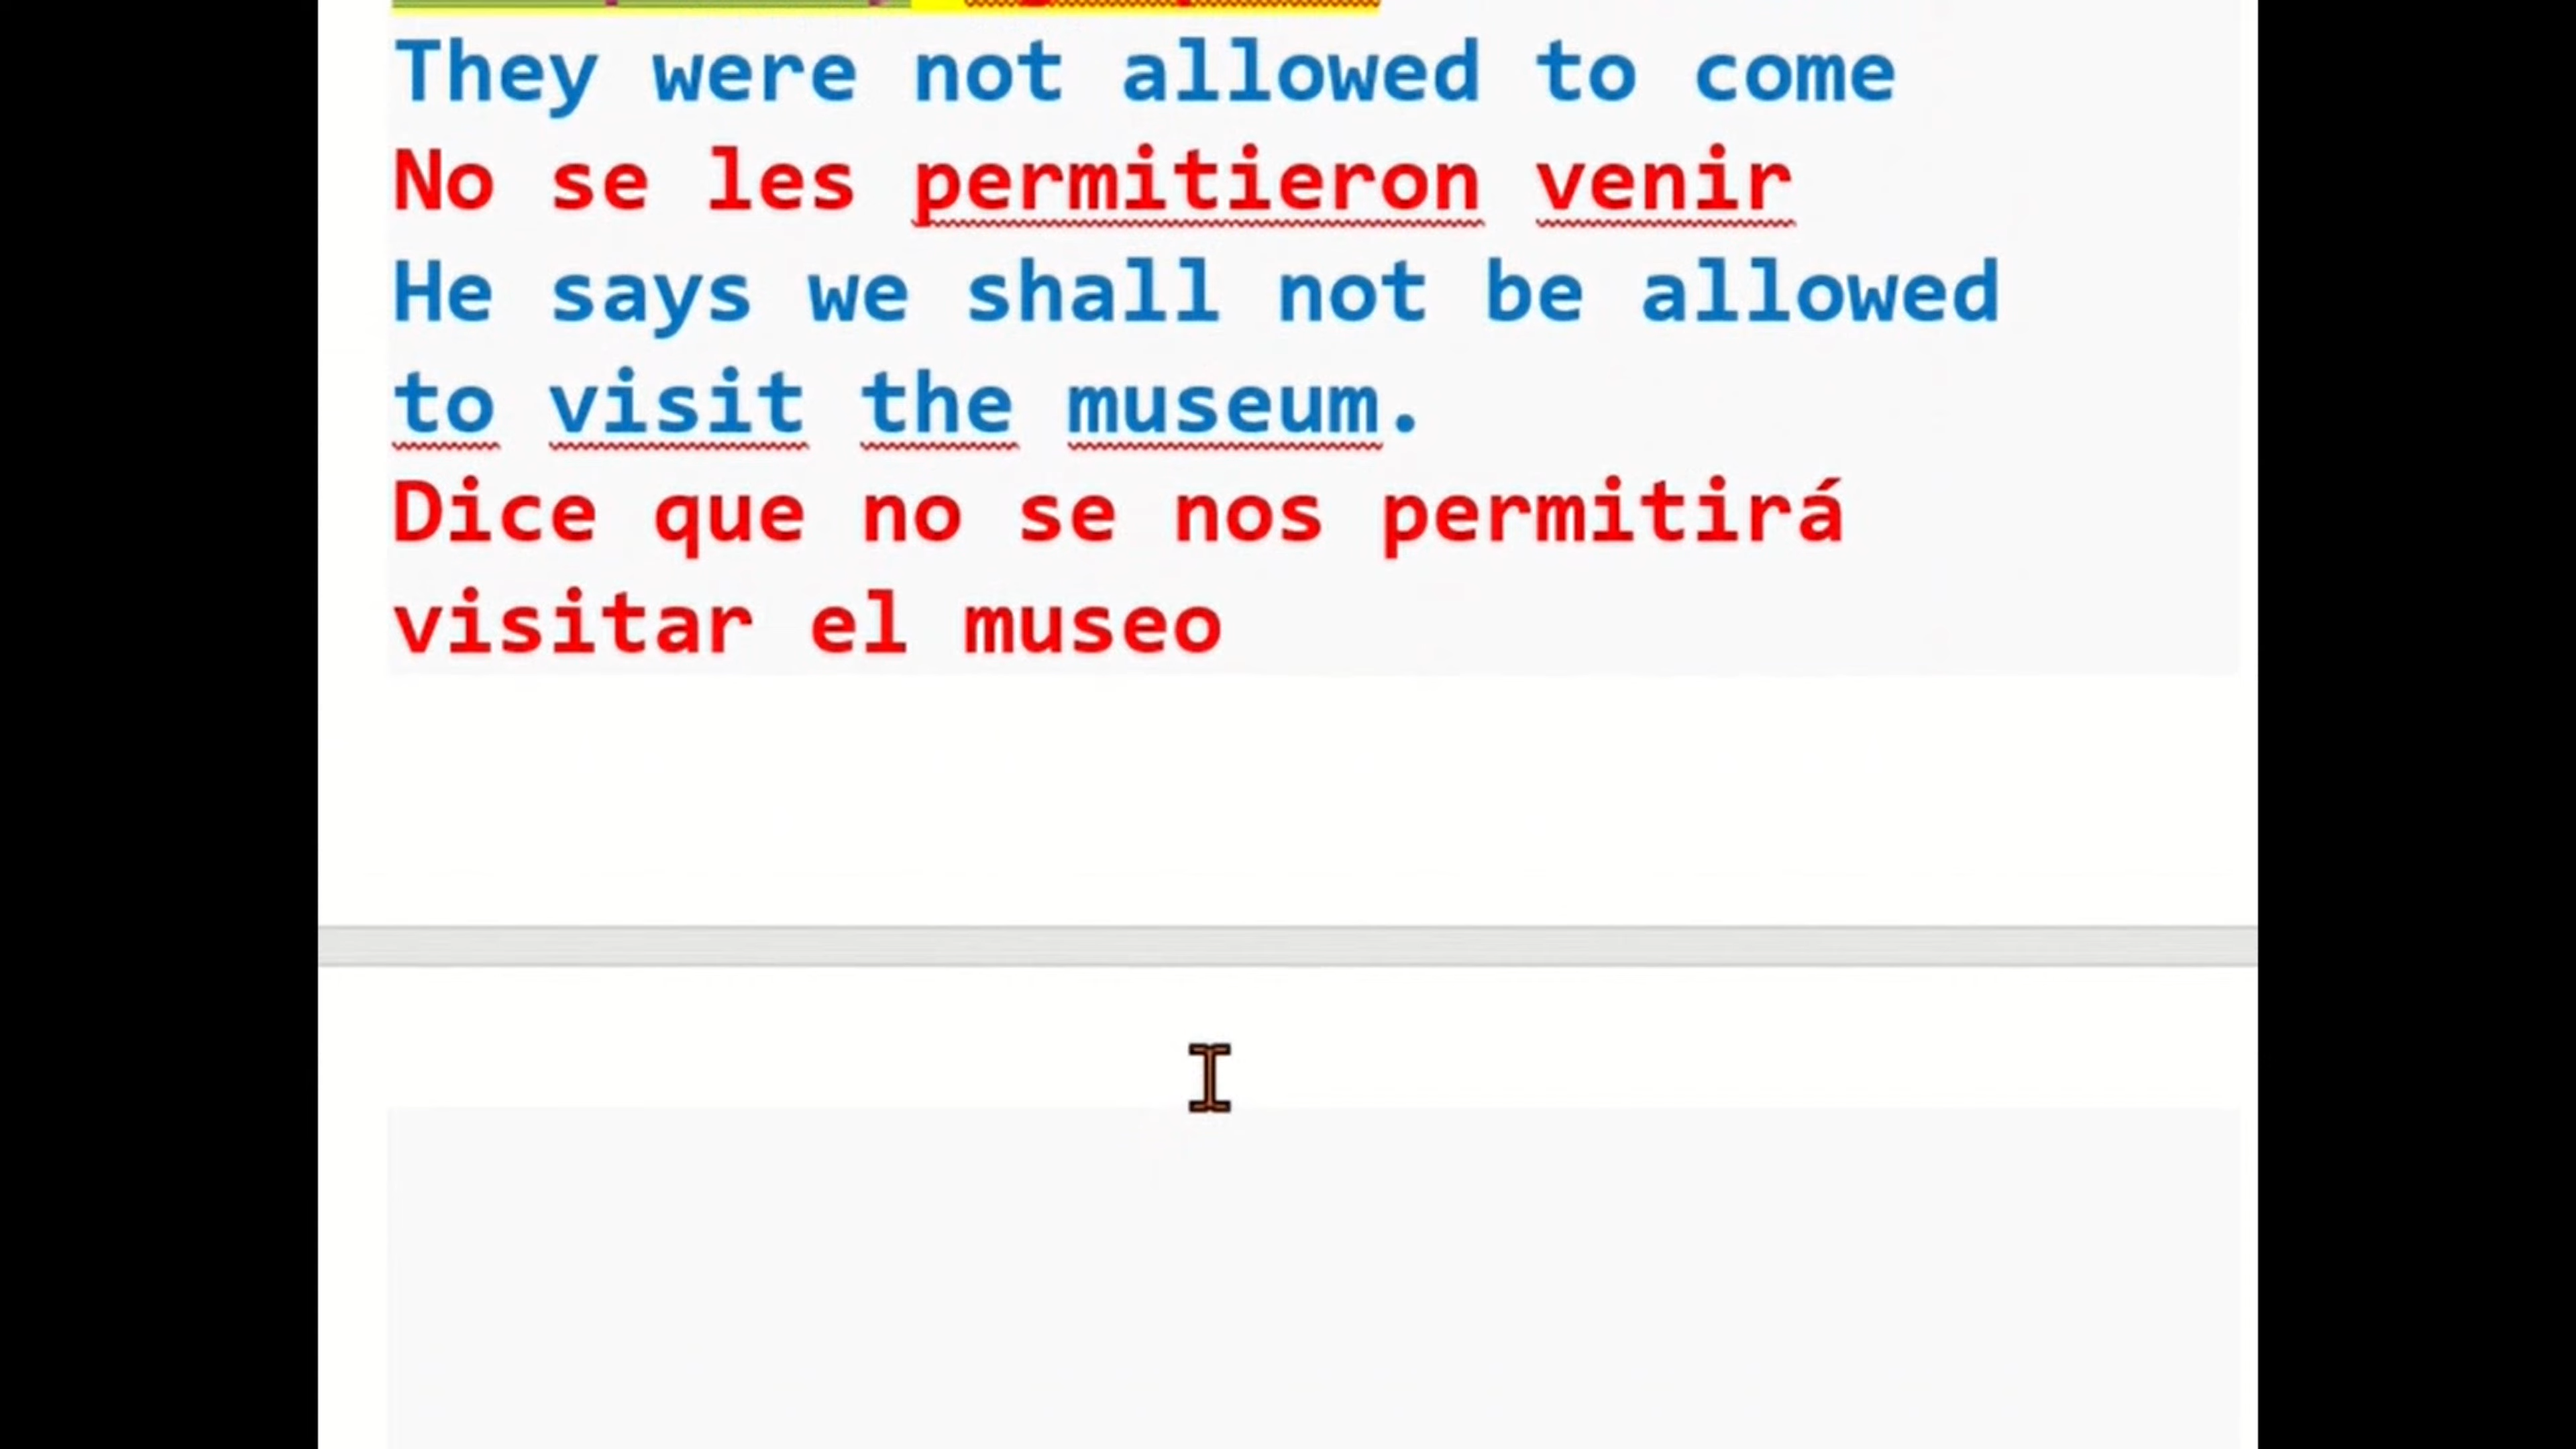 They were not allowed to come
No se les permitieron venir
He says we shall not be allowed
to visit the museum.
Dice que no se nos permitirá
visitar el museo